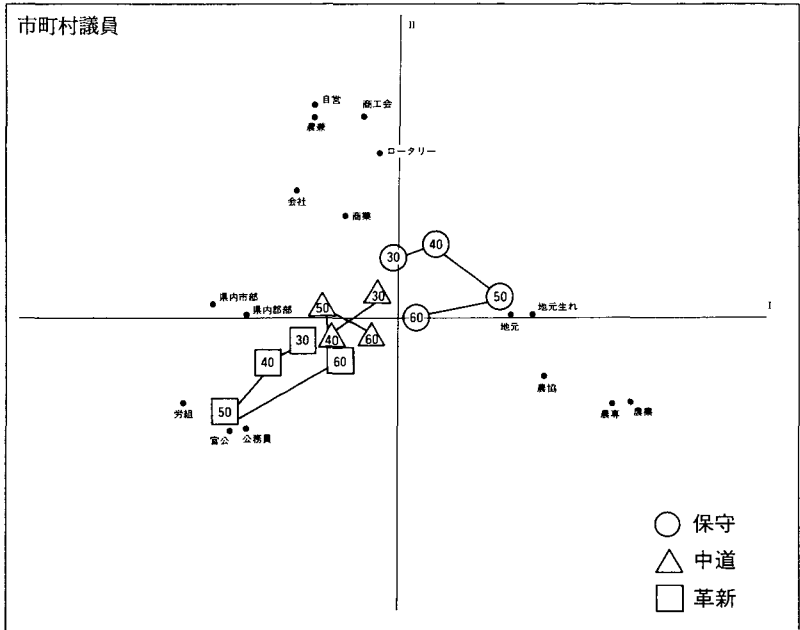 市町村議員
II
自営
商工会
農兼
ロータリー
会社
商業
30
40
50
60
県内市部
県内郡部
50
30
40
60
I
地元生れ
地元
30
40
60
50
農協
労組
官公
公務員
農専
農業
保守
中道
革新